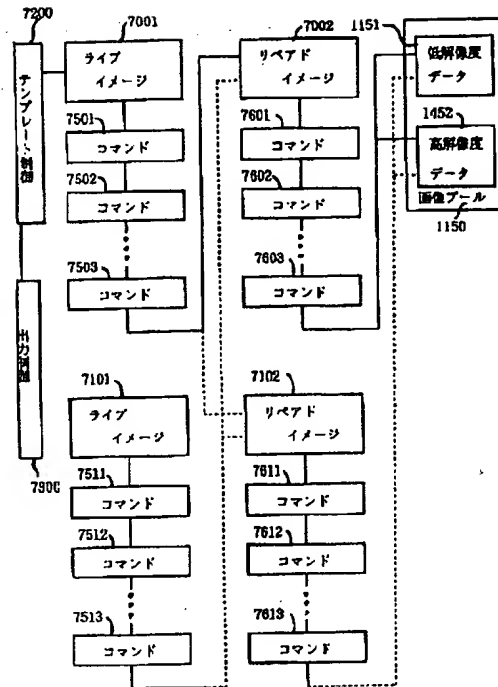 7200
テンプレート制御
出力制御
7900
7001
ライブ
イメージ
7501
コマンド
7502
コマンド
7503
コマンド
7002
リペアド
イメージ
7601
コマンド
7602
コマンド
7603
コマンド
1151
低解像度
データ
1452
高解像度
データ
画像プール
1150
7101
ライブ
イメージ
7511
コマンド
7512
コマンド
7513
コマンド
7102
リペアド
イメージ
7611
コマンド
7612
コマンド
7613
コマンド